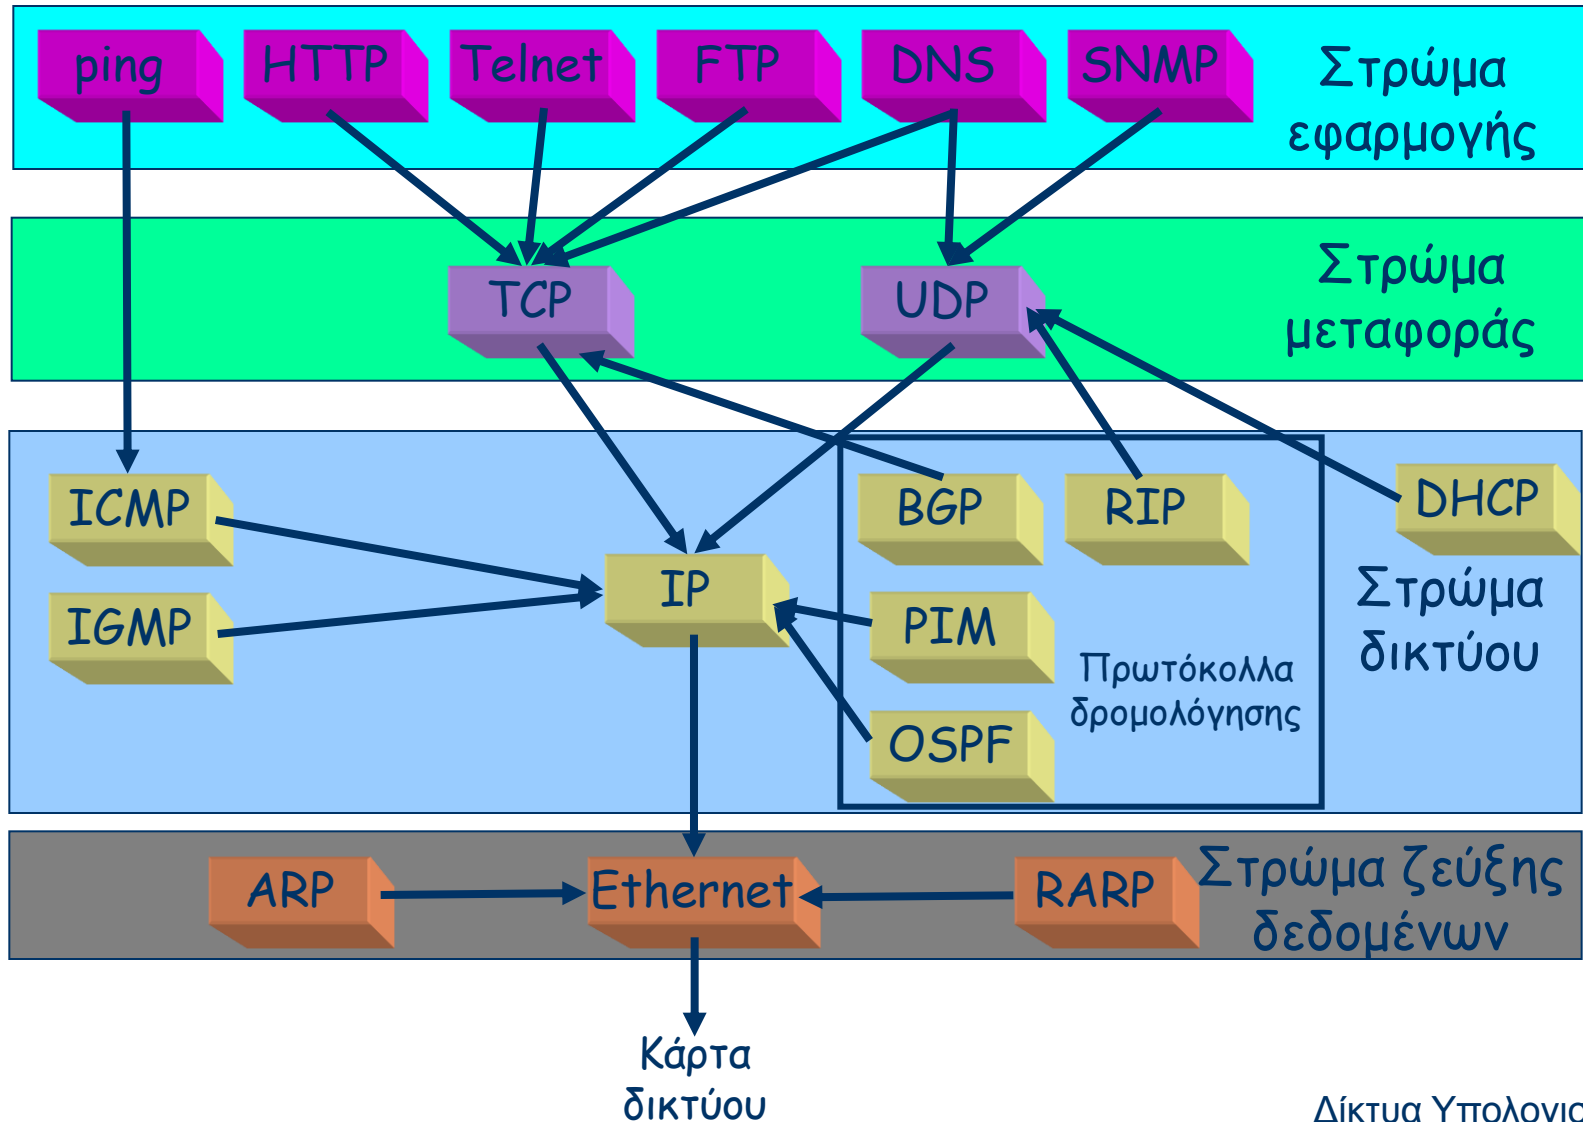 ping HTTP Telnet FTP DNS SNMP
Στρώμα
εφαρμογής
Στρώμα
μεταφοράς
TCP UDP
ICMP BGP RIP DHCP
IP
Στρώμα
δικτύου
IGMP PIM
Πρωτόκολλα
δρομολόγησης
OSPF
ARP Ethernet RARP
Στρώμα ζεύξης
δεδομένων
Κάρτα
δικτύου
Δίκτυα